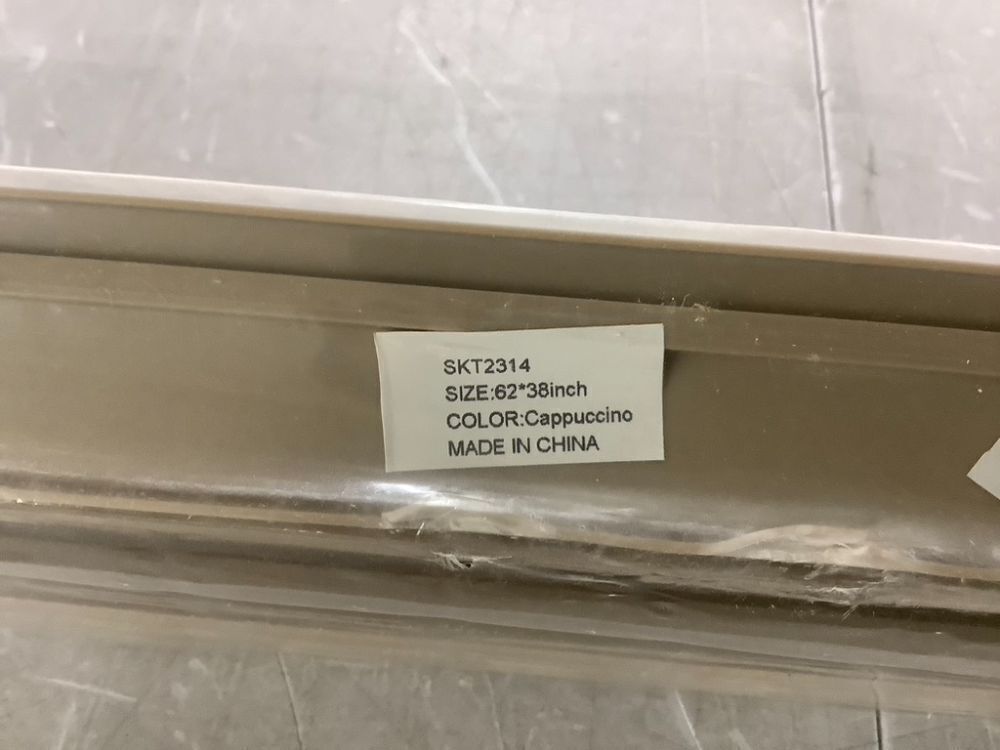 SKT2314
SIZE:62*38inch
COLOR:Cappuccino
MADE IN CHINA